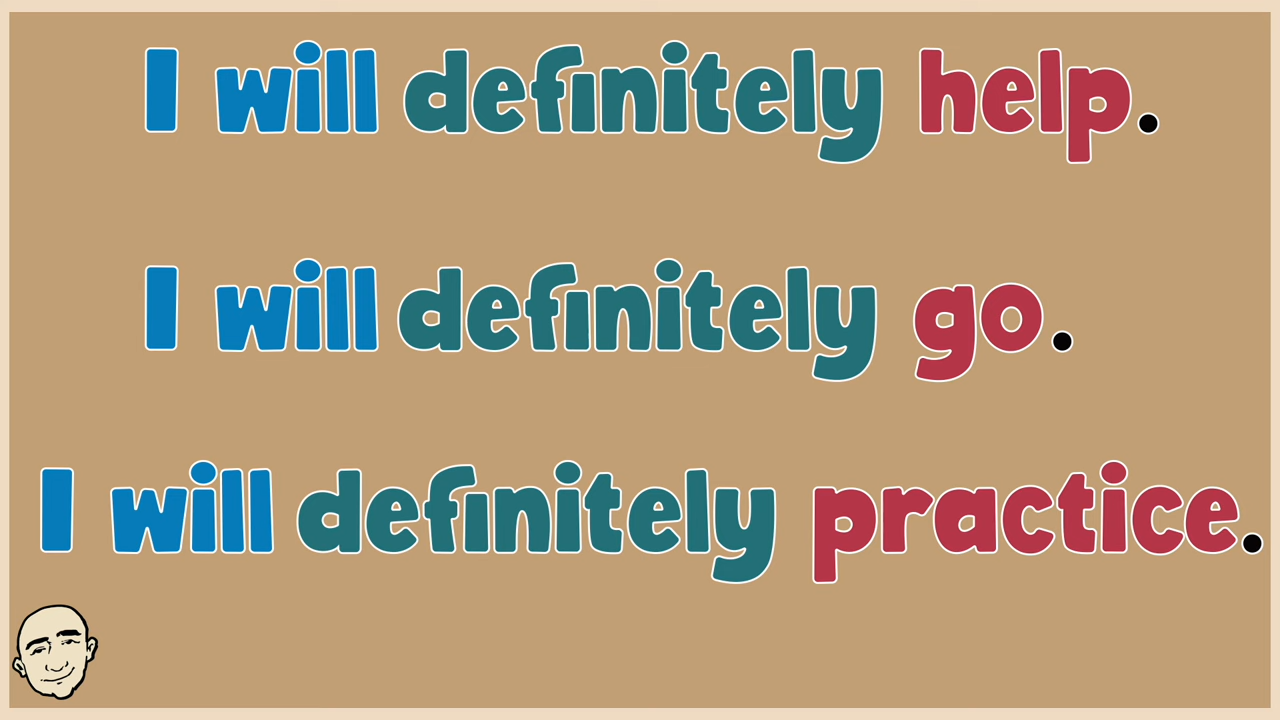 I will definitely help.
I will definitely go.
I will definitely practice.